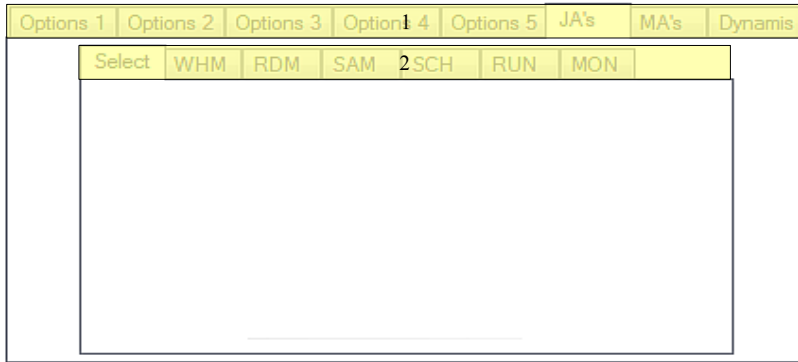 Options 1 Options 2 Options 3 Options 4 Options 5 JA's MA's Dynamis
1
Select WHM RDM SAM SCH RUN MON
2